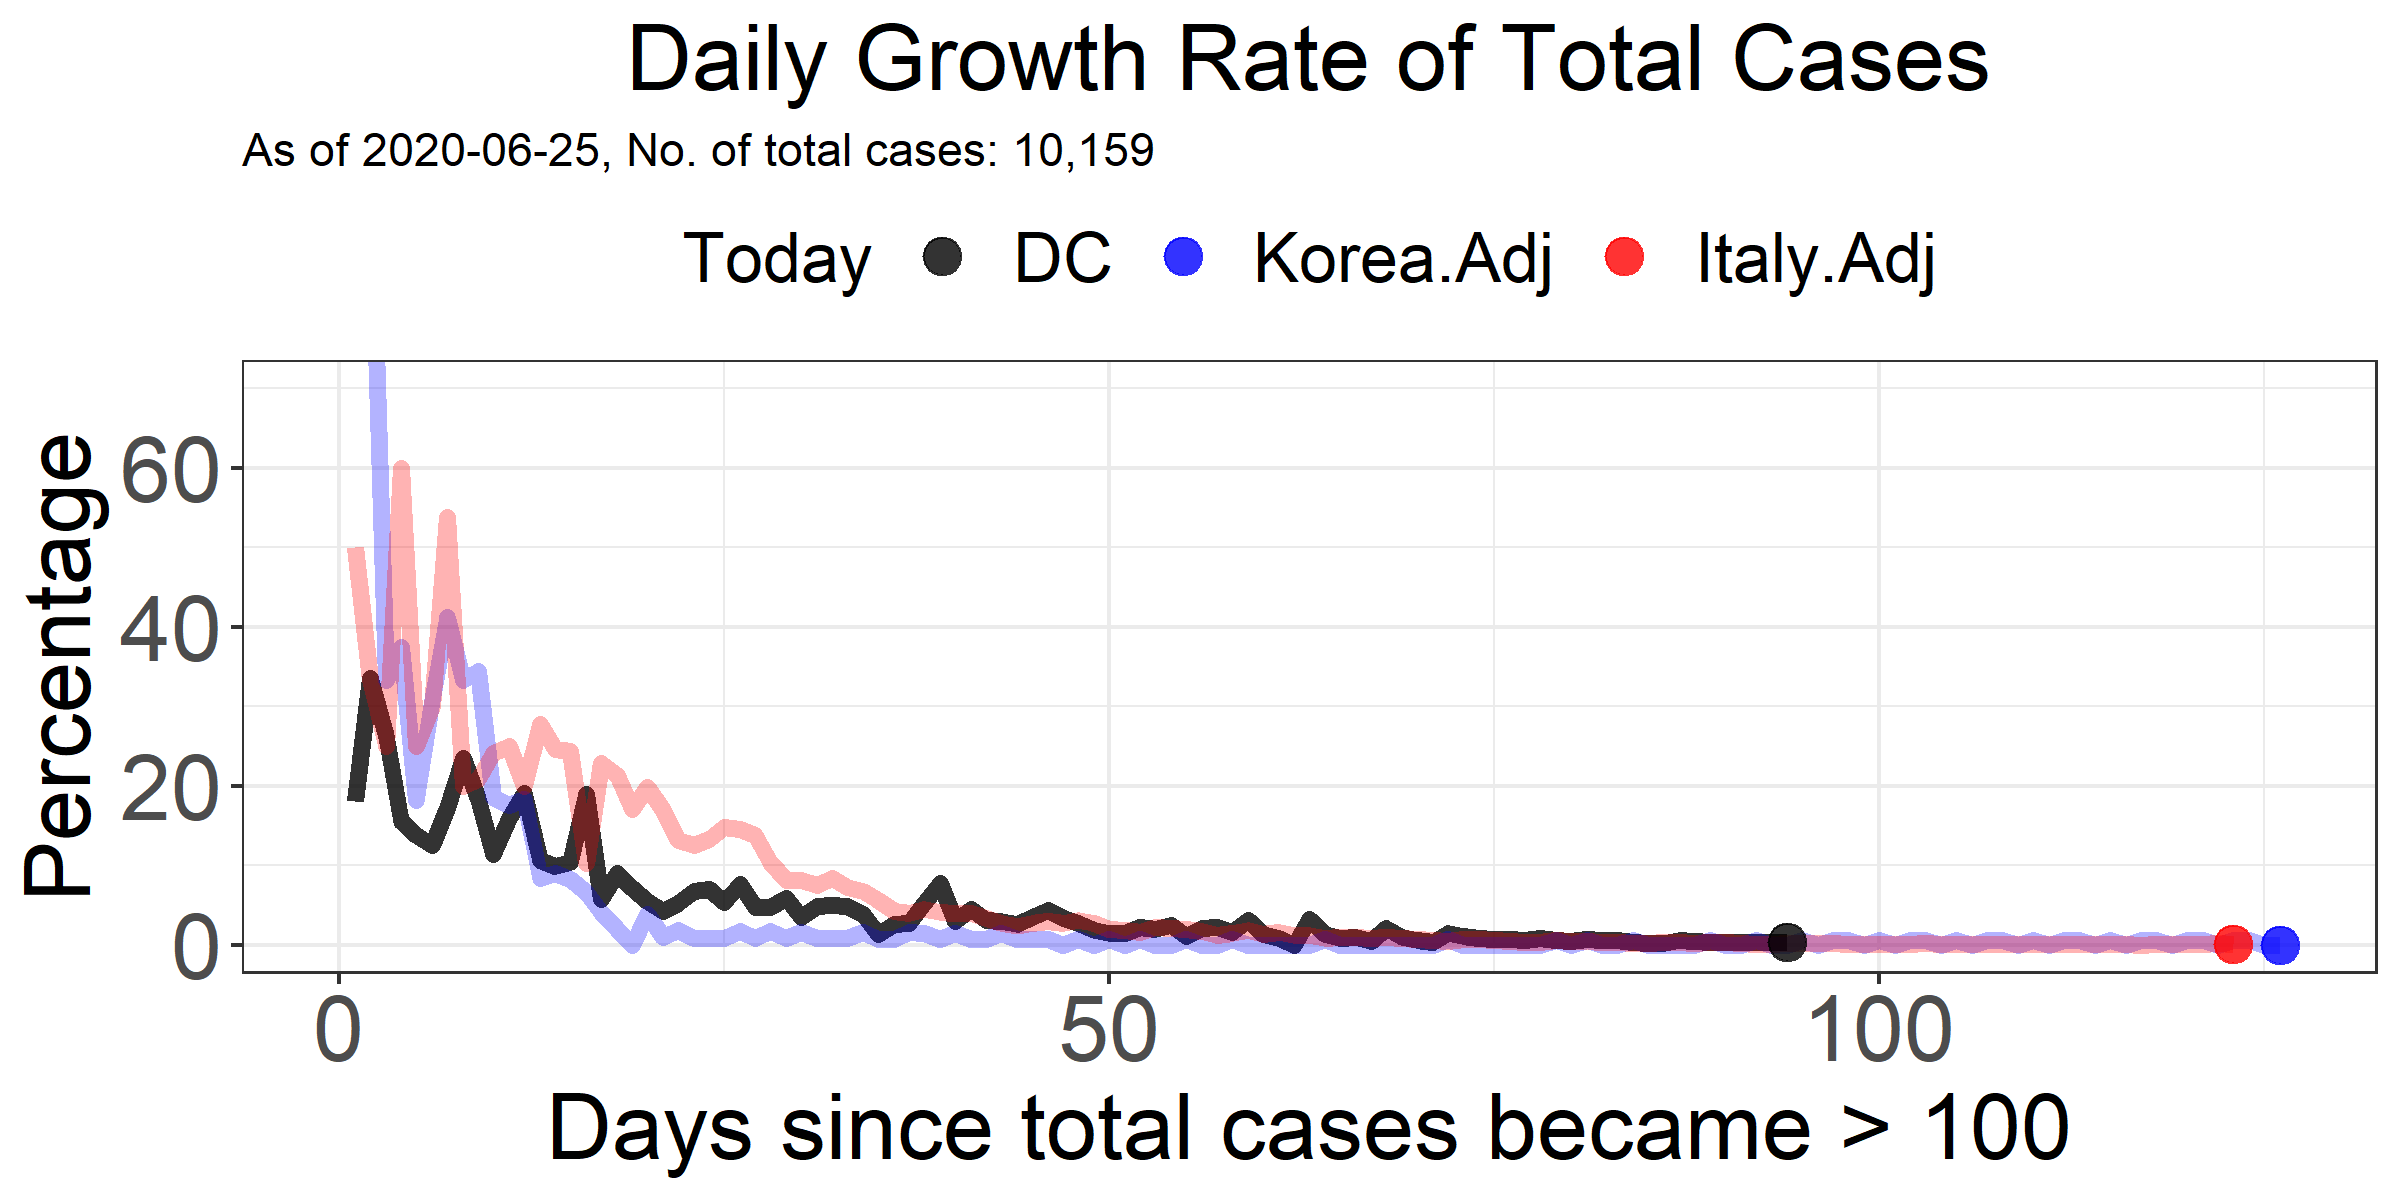 Daily Growth Rate of Total Cases
As of 2020-06-25, No. of total cases: 10,159
Today DC Korea.Adj Italy.Adj
Percentage
60
40
20
0
0 50 100
Days since total cases became > 100